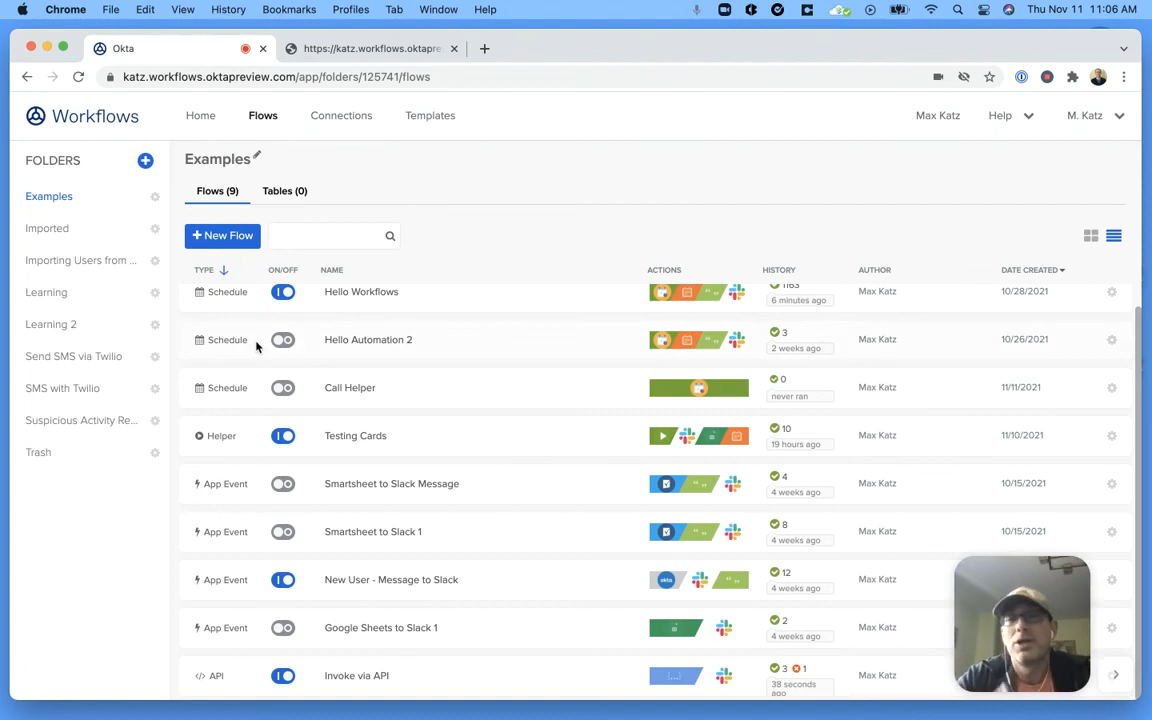 Chrome File Edit View History Bookmarks Profiles Tab Window Help Thu Nov 11 11:06 AM
Okta https://katz.workflows.oktapre
katz.workflows.oktapreview.com/app/folders/125741/flows
Workflows Home Flows Connections Templates Max Katz Help M. Katz
FOLDERS
Examples
Imported
Importing Users from ...
Learning
Learning 2
Send SMS via Twilio
SMS with Twilio
Suspicious Activity Re...
Trash
Examples
Flows (9) Tables (0)
+ New Flow
TYPE ON/OFF NAME ACTIONS HISTORY AUTHOR DATE CREATED
Schedule Hello Workflows 1163 Max Katz 10/28/2021
6 minutes ago
Schedule Hello Automation 2 3 Max Katz 10/26/2021
2 weeks ago
Schedule Call Helper 0 Max Katz 11/11/2021
never ran
Helper Testing Cards 10 Max Katz 11/10/2021
19 hours ago
App Event Smartsheet to Slack Message 4 Max Katz 10/15/2021
4 weeks ago
App Event Smartsheet to Slack 1 8 Max Katz 10/15/2021
4 weeks ago
okta
App Event New User - Message to Slack 12 Max Katz
4 weeks ago
App Event Google Sheets to Slack 1 2 Max Katz
4 weeks ago
</> API Invoke via API {...} 3 1 Max Katz
38 seconds
ago